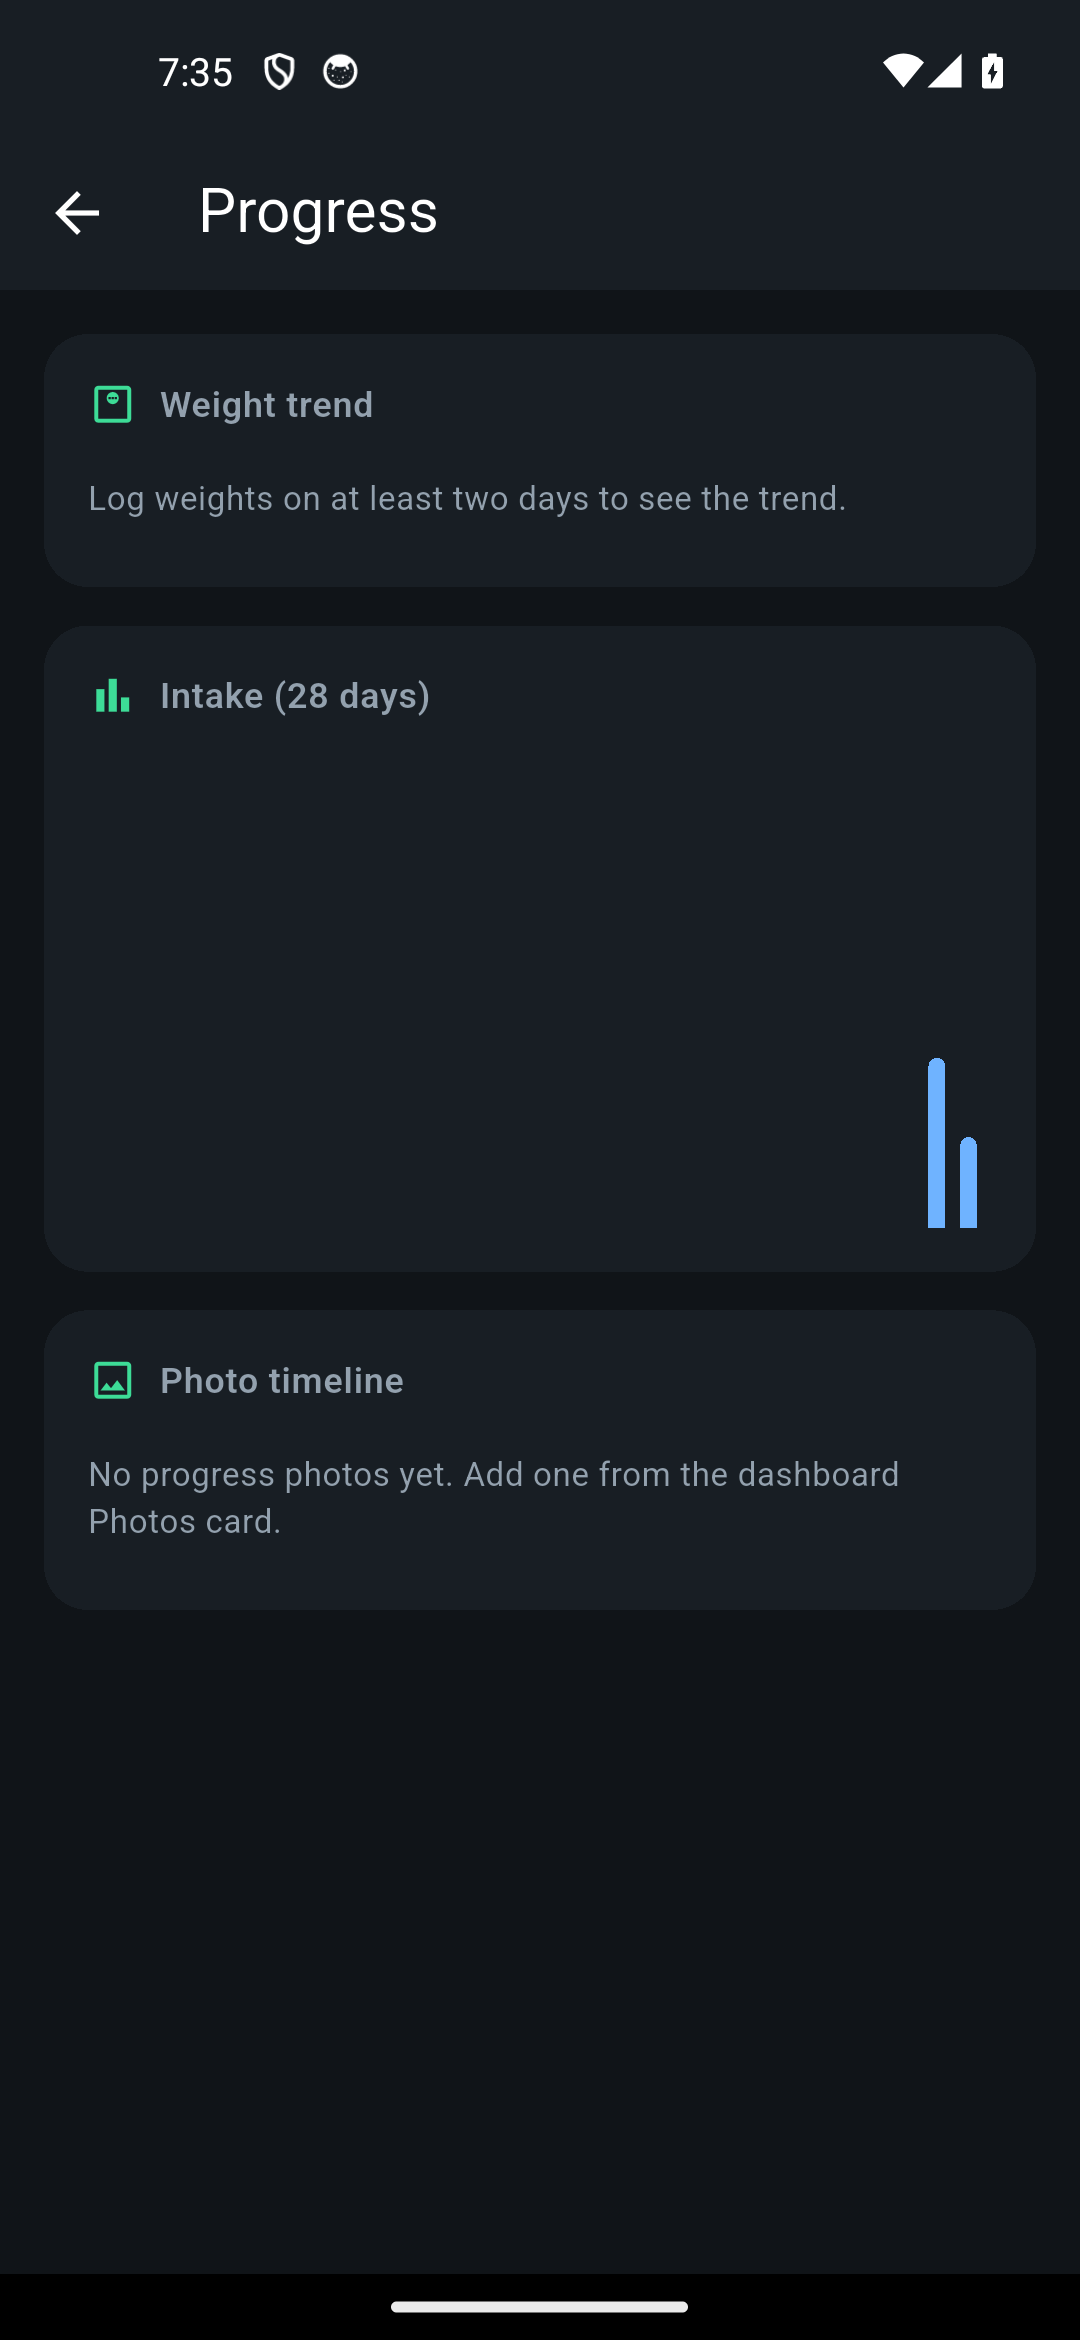 7:35
Progress
Weight trend
Log weights on at least two days to see the trend.
Intake (28 days)
Photo timeline
No progress photos yet. Add one from the dashboard
Photos card.